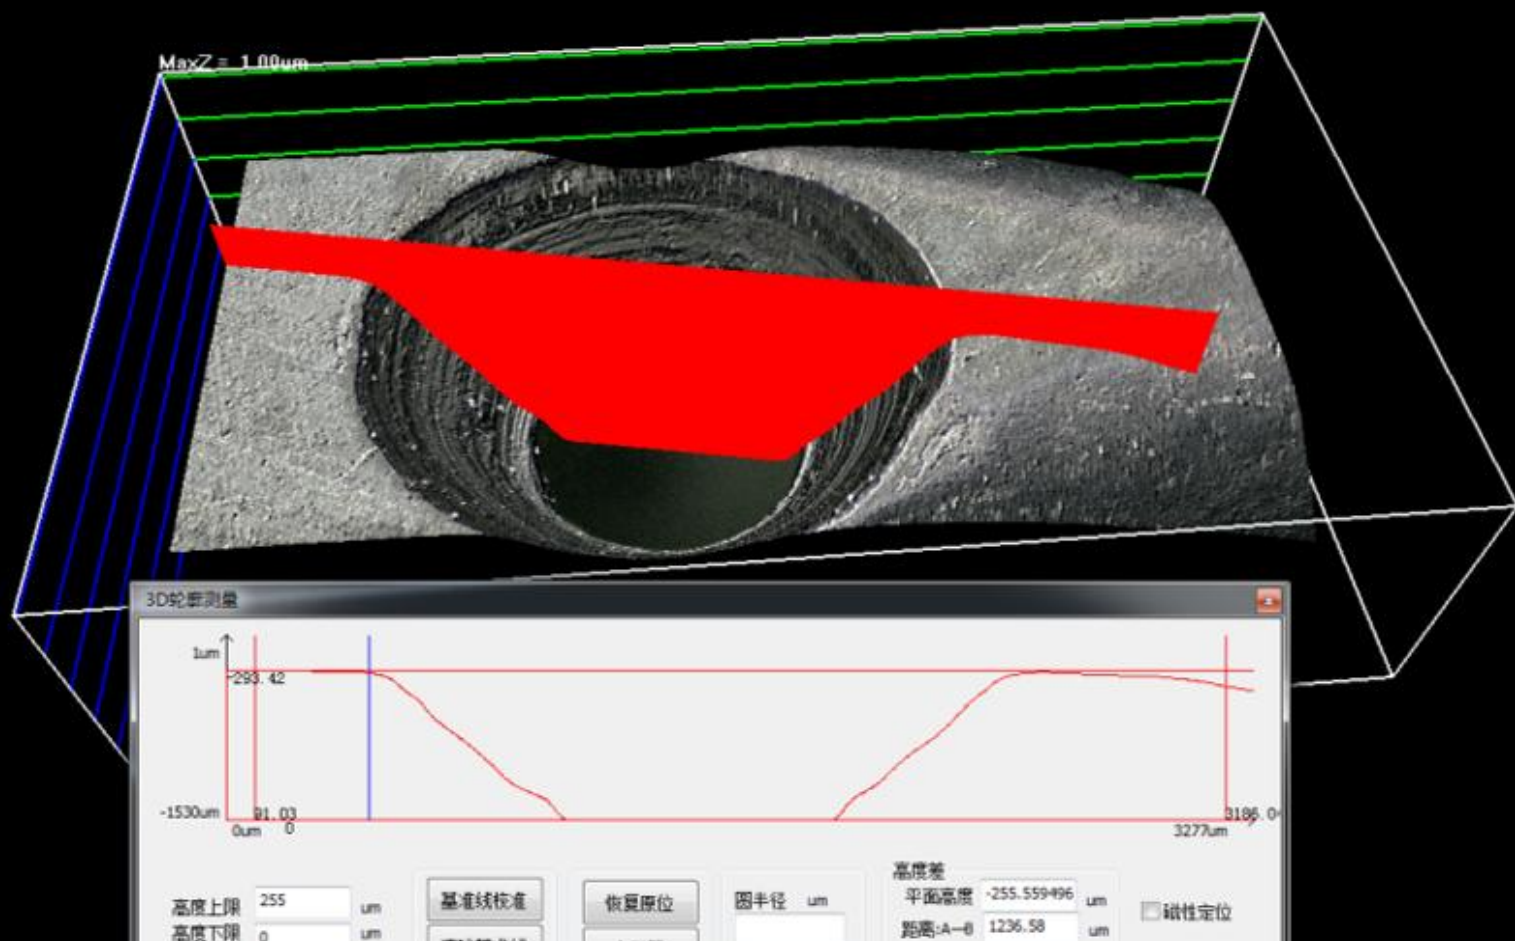 MaxZ = 1.00um
3D轮廓测量
1um
-293.42
-1530um
91.03
3186.0
0um
0
3277um
高度差
高度上限
255
um
基准线校准
恢复原位
圆半径
um
平面高度
-255.559496
um
磁性定位
高度下限
0
um
距离:A—B
1236.58
um